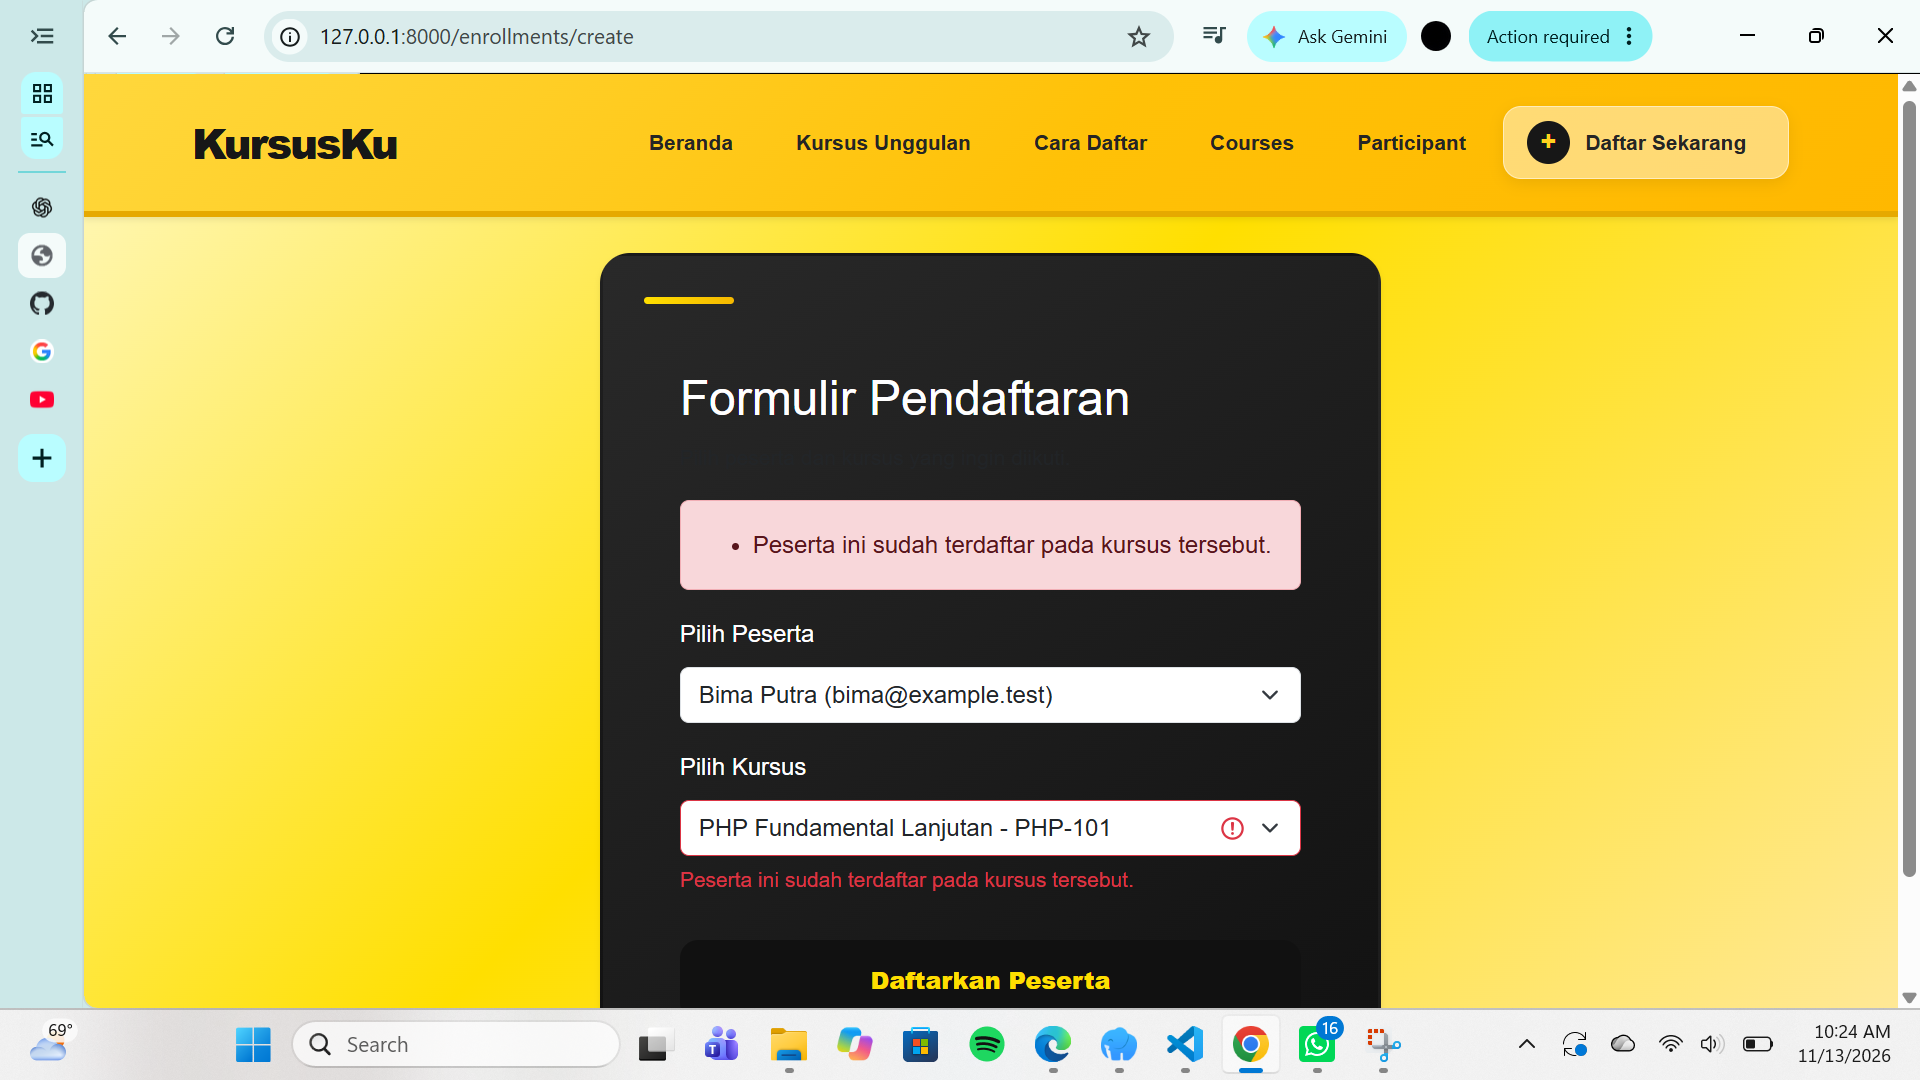 127.0.0.1:8000/enrollments/create
Ask Gemini
Action required
KursusKu
Beranda
Kursus Unggulan
Cara Daftar
Courses
Participant
+ Daftar Sekarang
Formulir Pendaftaran
• Peserta ini sudah terdaftar pada kursus tersebut.
Pilih Peserta
Bima Putra (bima@example.test)
Pilih Kursus
PHP Fundamental Lanjutan - PHP-101
Peserta ini sudah terdaftar pada kursus tersebut.
Daftarkan Peserta
69°
Search
16
10:24 AM
11/13/2026